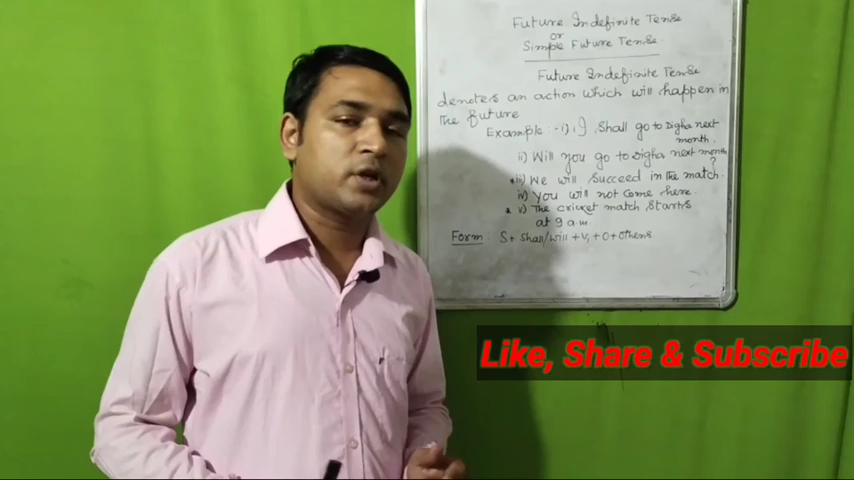 Future Indefinite Tense
or
Simple Future Tense
Future Indefinite Tense
denotes an action which will happen in
the future
Example :- i) I shall go to Digha next
month.
ii) Will you go to Digha next month
?
iii) We will succeed in the match.
iv) You will not come here.
v) The cricket match starts
at 9 a.m.
Form S + shall/will + V1 + O + others.
Like, Share & Subscribe